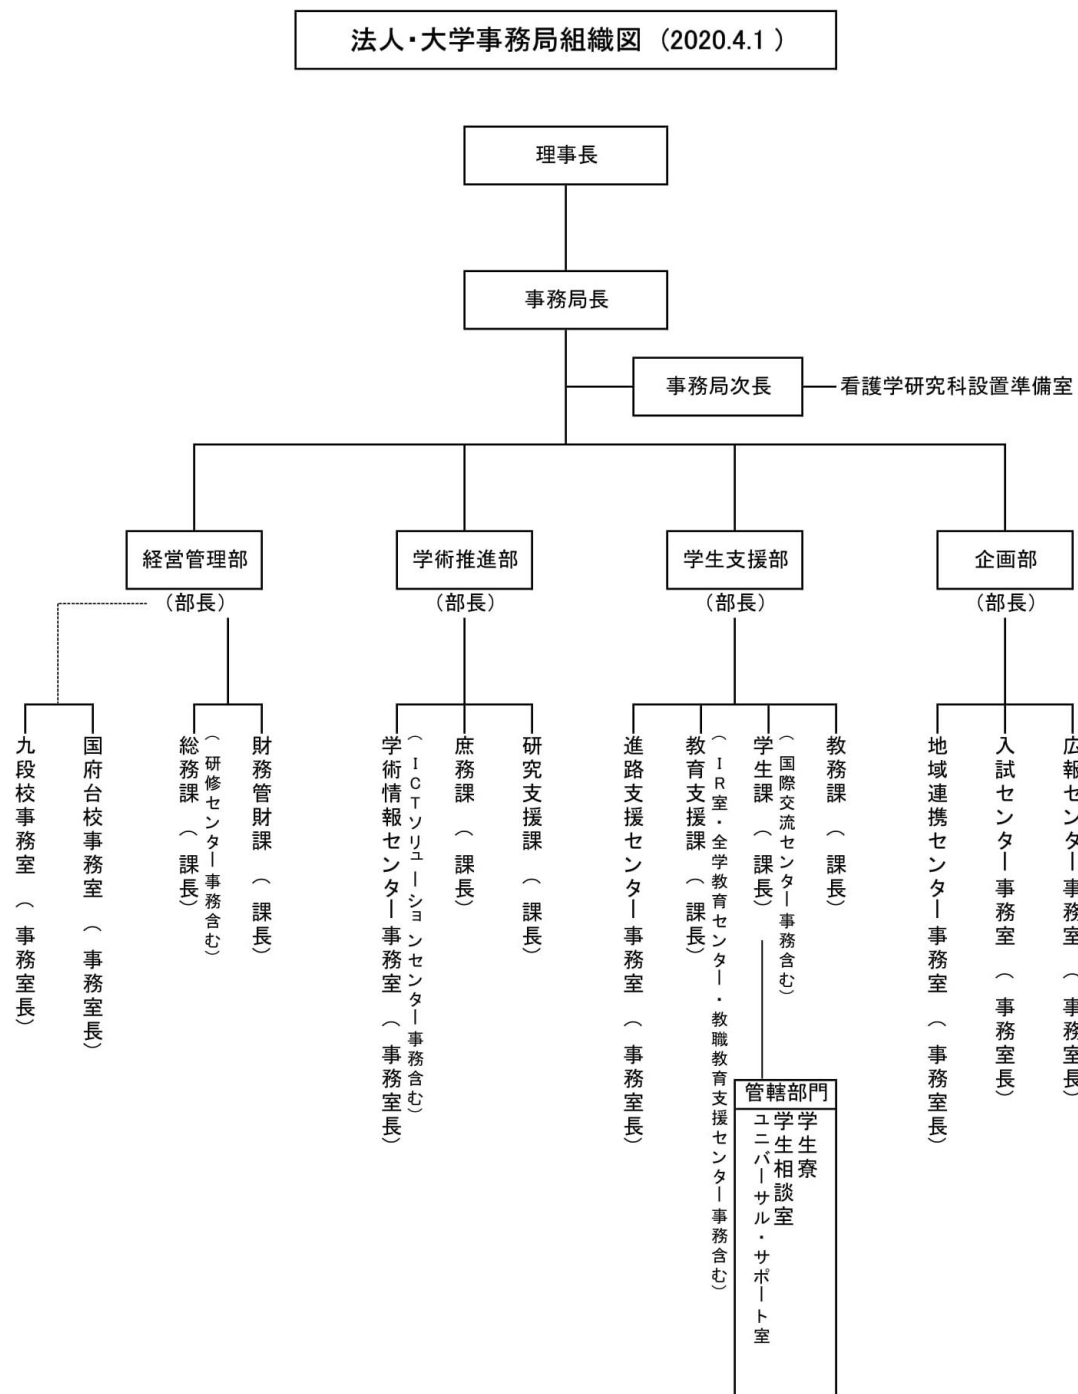 法人・大学事務局組織図 (2020.4.1 )
理事長
事務局長
事務局次長
看護学研究科設置準備室
経営管理部
(部長)
学術推進部
(部長)
学生支援部
(部長)
企画部
(部長)
九段校事務室 (事務室長)
国府台校事務室 (事務室長)
総務課 (課長)
(研修センター事務含む)
財務管財課 (課長)
学術情報センター事務室 (事務室長)
(ICTソリューションセンター事務含む)
庶務課 (課長)
研究支援課 (課長)
進路支援センター事務室 (事務室長)
教育支援課 (課長)
(IR室・全学教育センター・教職教育支援センター事務含む)
学生課 (課長)
(国際交流センター事務含む)
教務課 (課長)
地域連携センター事務室 (事務室長)
入試センター事務室 (事務室長)
広報センター事務室 (事務室長)
管轄部門
学生寮
学生相談室
ユニバーサル・サポート室